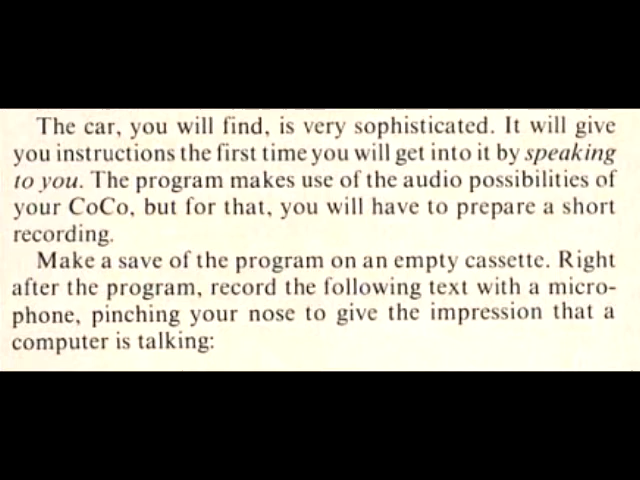 The car, you will find, is very sophisticated. It will give
you instructions the first time you will get into it by speaking
to you. The program makes use of the audio possibilities of
your CoCo, but for that, you will have to prepare a short
recording.
Make a save of the program on an empty cassette. Right
after the program, record the following text with a micro-
phone, pinching your nose to give the impression that a
computer is talking: